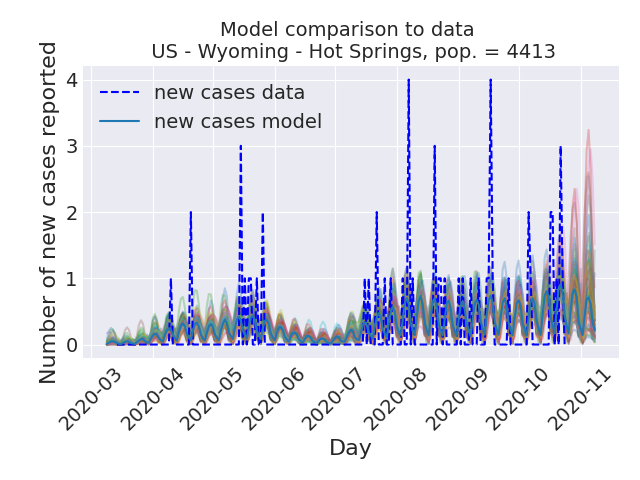 Model comparison to data
US - Wyoming - Hot Springs, pop. = 4413
Number of new cases reported
4
3
2
1
0
new cases data
new cases model
2020-03
2020-04
2020-05
2020-06
2020-07
2020-08
2020-09
2020-10
2020-11
Day